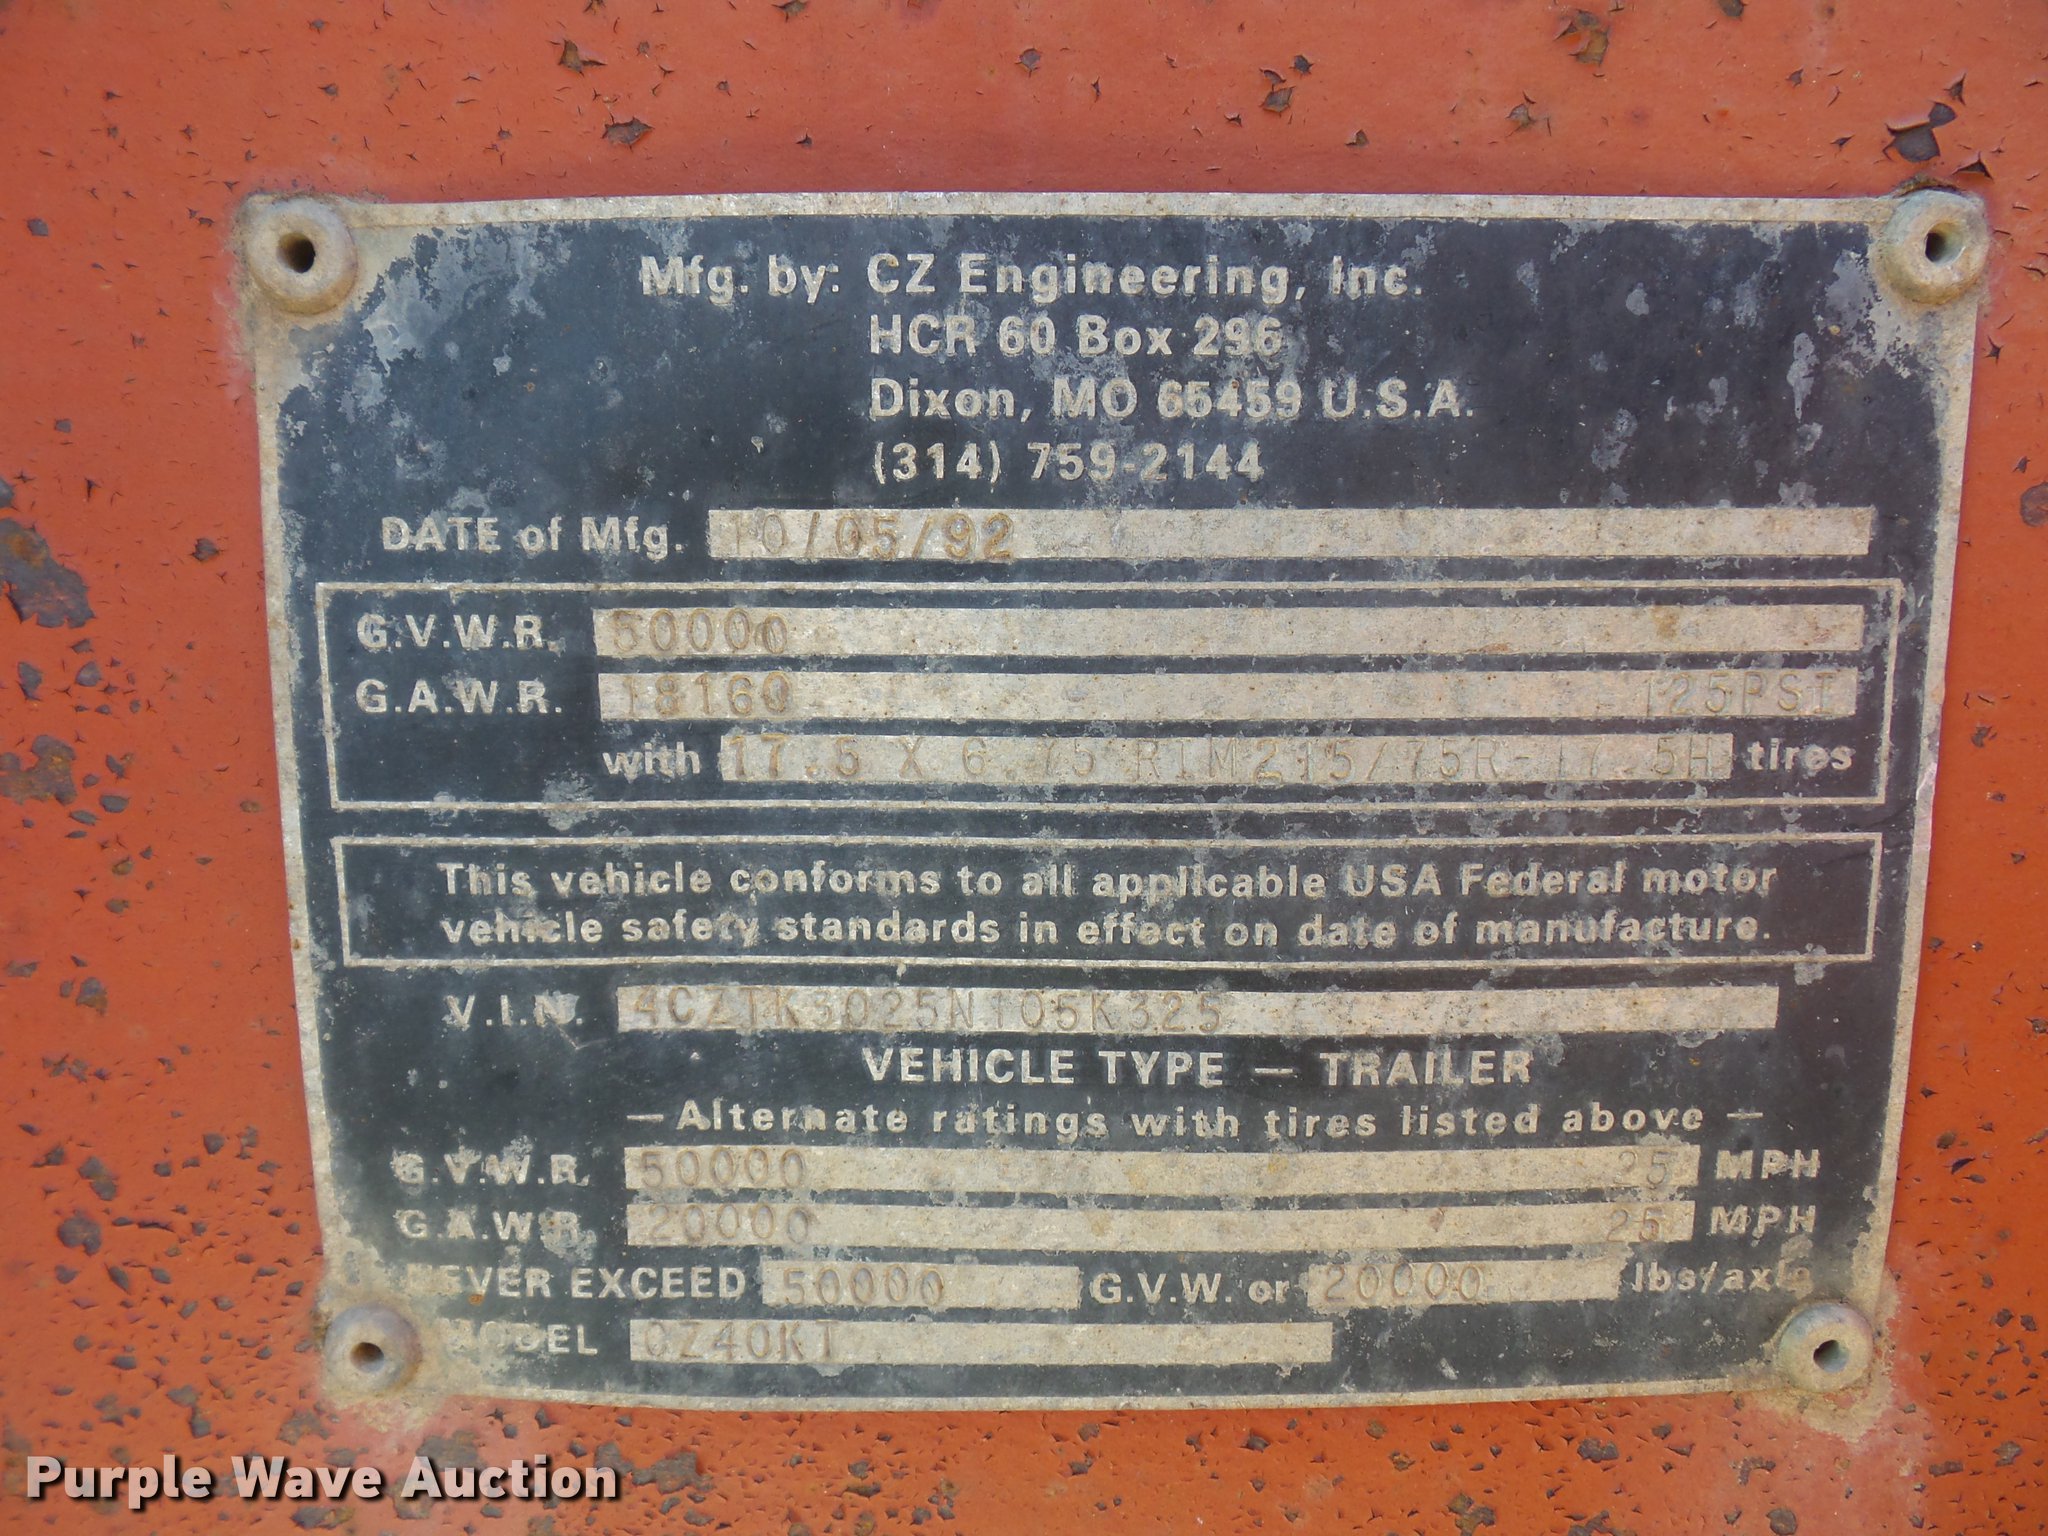 Mfg. by: CZ Engineering, Inc.
HCR 60 Box 296
Dixon, MO 65459 U.S.A.
(314) 759-2144
DATE of Mfg. 10/05/92
G.V.W.R. 50000
G.A.W.R. 18160 125PSI
with 17.5 X 6.75 RIM215/75R-17.5H tires
This vehicle conforms to all applicable USA Federal motor
vehicle safety standards in effect on date of manufacture.
V.I.N. 4CZTK3025N105K325
VEHICLE TYPE — TRAILER
— Alternate ratings with tires listed above —
G.V.W.R. 50000 25 MPH
G.A.W.R. 20000 25 MPH
NEVER EXCEED 50000 G.V.W. or 20000 lbs/axle
MODEL CZ40KT
Purple Wave Auction